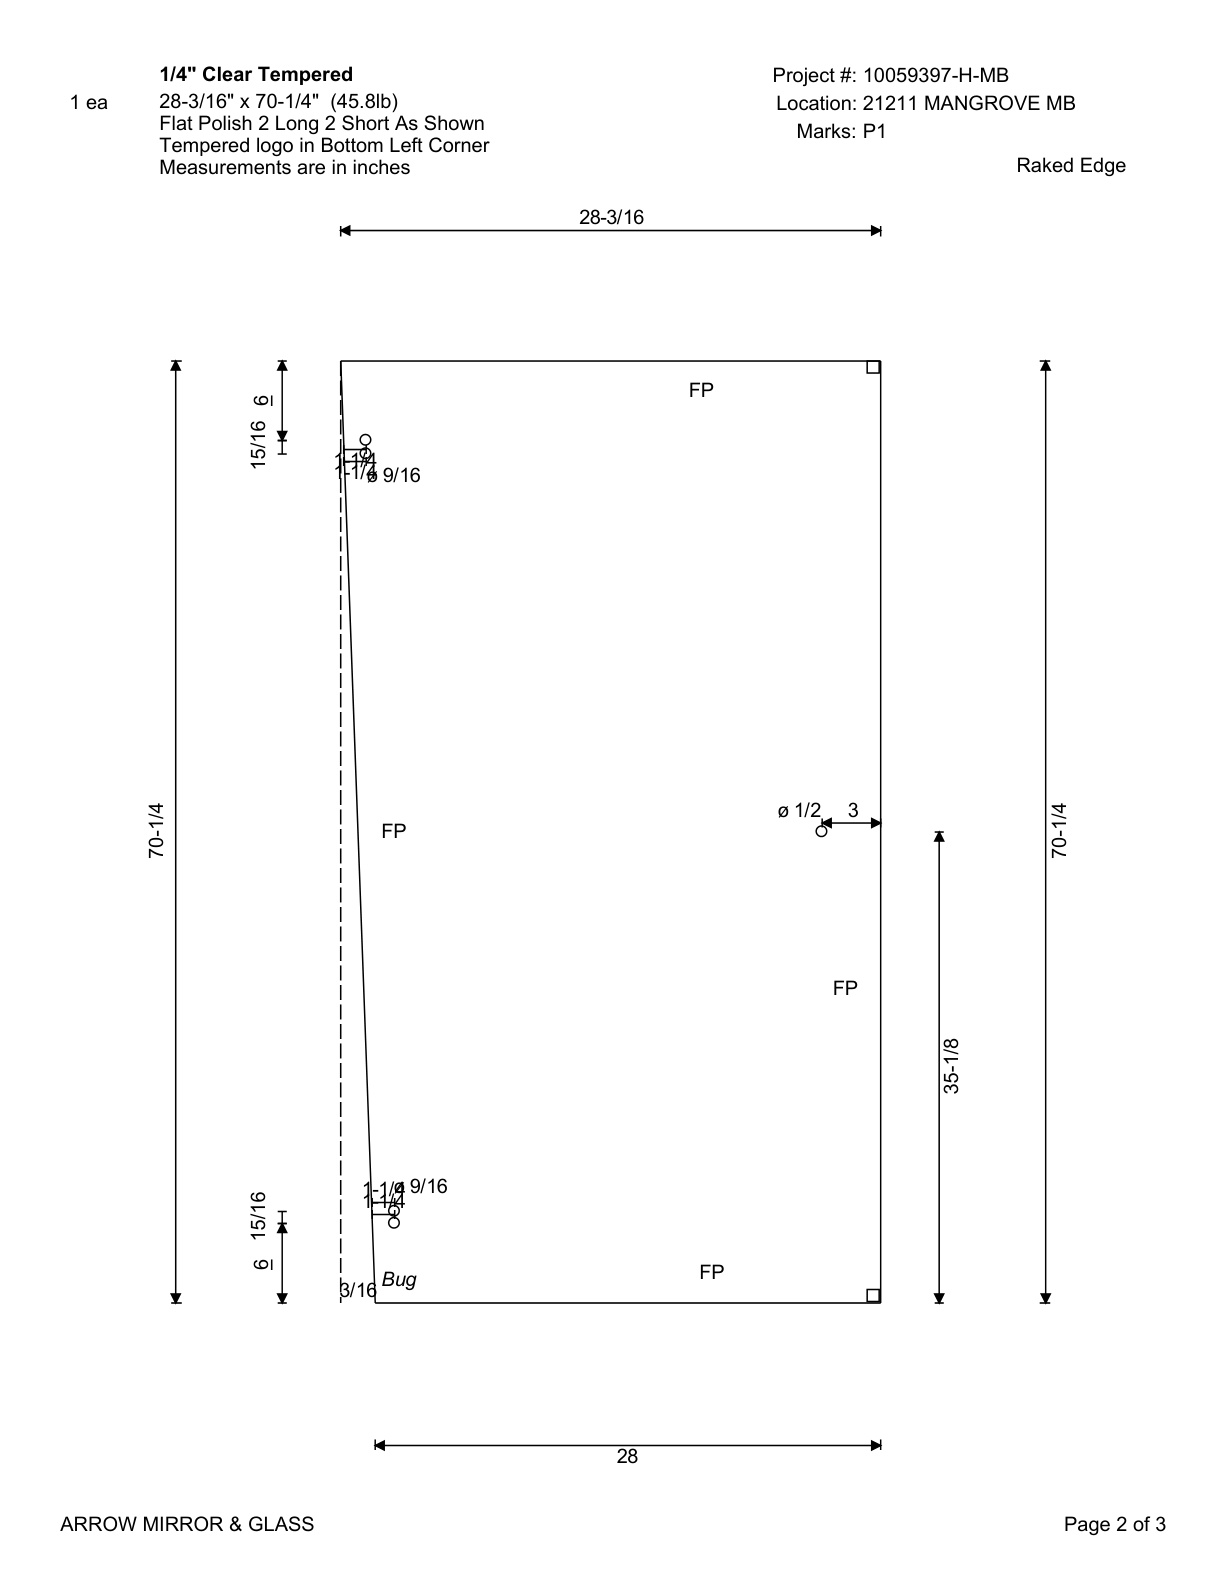 1/4" Clear Tempered
Project #: 10059397-H-MB
1 ea
28-3/16" x 70-1/4" (45.8lb)
Location: 21211 MANGROVE MB
Flat Polish 2 Long 2 Short As Shown
Marks: P1
Tempered logo in Bottom Left Corner
Measurements are in inches
Raked Edge
28-3/16
FP
6
15/16
1-1/4
1-1/4
ø 9/16
70-1/4
FP
ø 1/2
3
70-1/4
FP
35-1/8
15/16
1-1/4
ø 9/16
1-1/4
6
FP
Bug
3/16
28
ARROW MIRROR & GLASS
Page 2 of 3